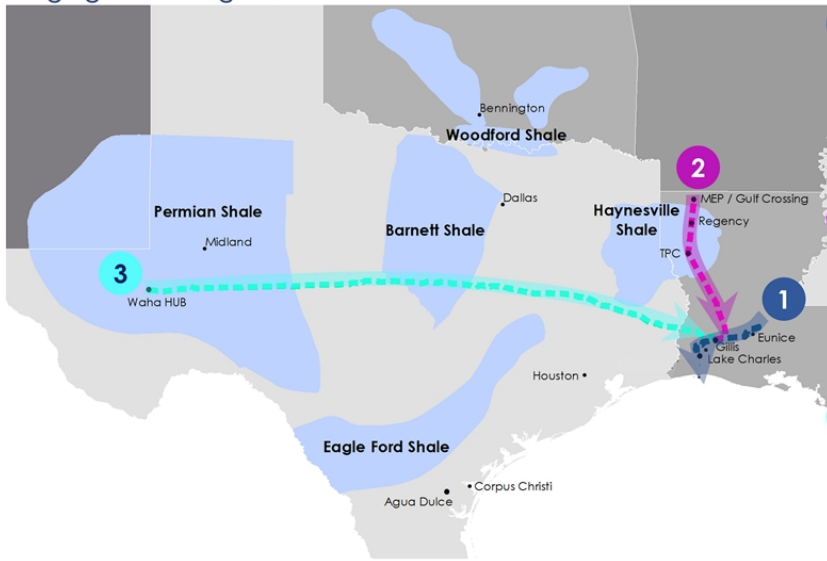 Bennington
Woodford Shale
2
MEP / Gulf Crossing
Dallas
Permian Shale
Haynesville
Shale
Regency
Barnett Shale
Midland
TPC
3
Waha HUB
1
Eunice
Gillis
Lake Charles
Houston
Eagle Ford Shale
Corpus Christi
Agua Dulce